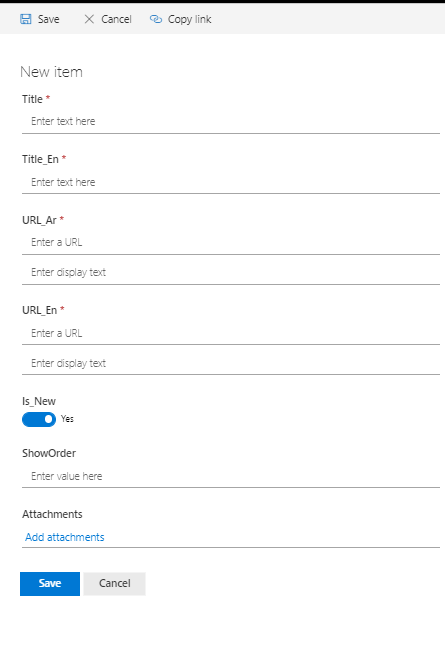 Save Cancel Copy link
New item
Title *
Enter text here
Title_En *
Enter text here
URL_Ar *
Enter a URL
Enter display text
URL_En *
Enter a URL
Enter display text
Is_New
Yes
ShowOrder
Enter value here
Attachments
Add attachments
Save Cancel